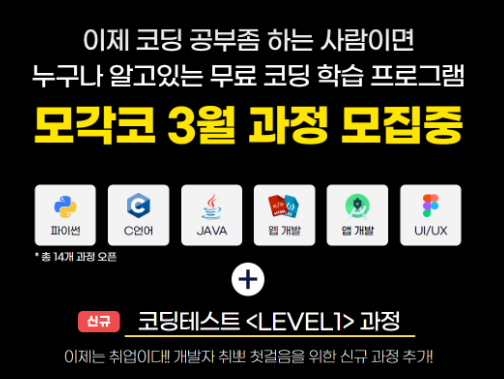 이제 코딩 공부좀 하는 사람이면
누구나 알고있는 무료 코딩 학습 프로그램
모각코 3월 과정 모집중
파이썬 C언어 JAVA 웹 개발 앱 개발 UI/UX
* 총 14개 과정 오픈
신규 코딩테스트 <LEVEL1> 과정
이제는 취업이다!! 개발자 취뽀 첫걸음을 위한 신규 과정 추가!